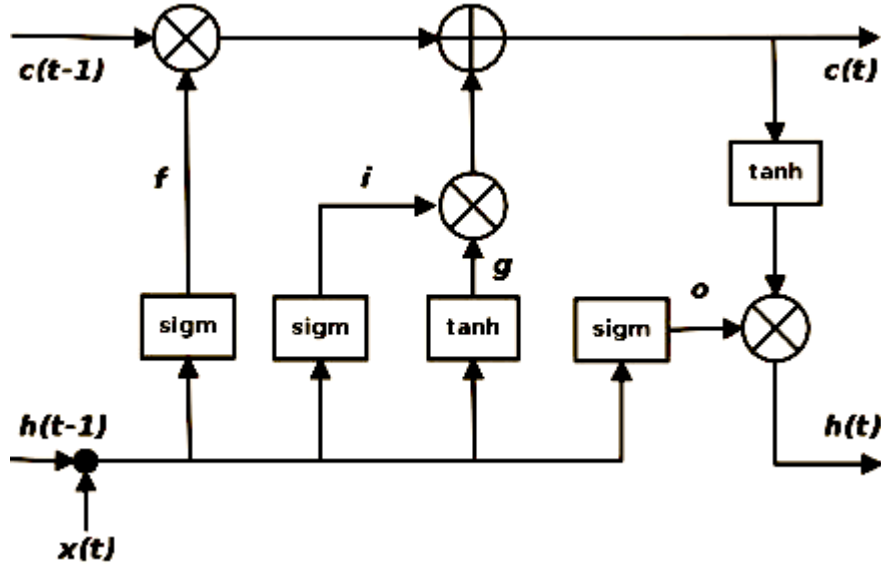 c(t-1)
c(t)
f
i
tanh
g
o
sigm
sigm
tanh
sigm
h(t-1)
h(t)
x(t)